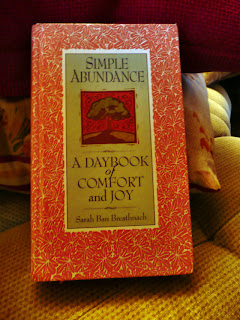 SIMPLE
ABUNDANCE
A DAYBOOK
of
COMFORT
and JOY
Sarah Ban Breathnach